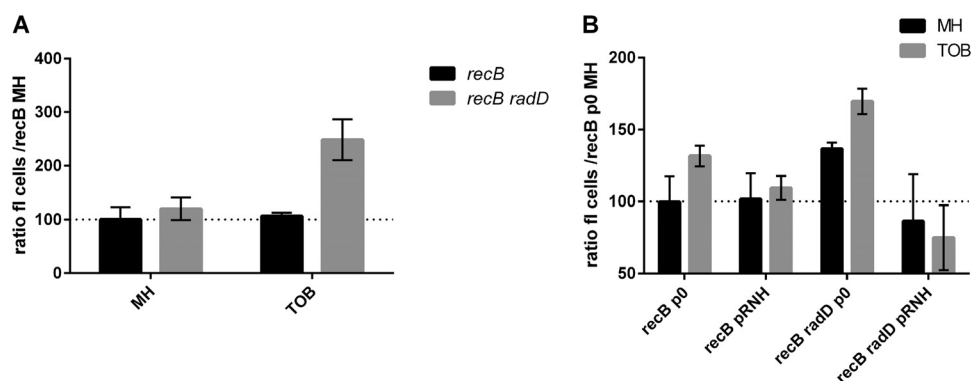 A
ratio fl cells /recB MH
400
300
200
100
0
MH
TOB
recB
recB radD
B
MH
TOB
ratio fl cells /recB p0 MH
200
150
100
50
recB p0
recB pRNH
recB radD p0
recB radD pRNH